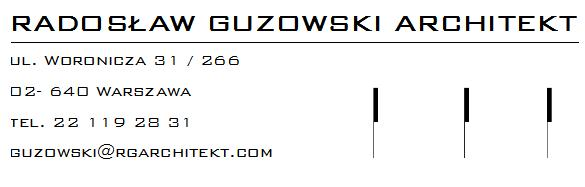 RADOSŁAW GUZOWSKI ARCHITEKT
UL. WORONICZA 31 / 266
02- 640 WARSZAWA
TEL. 22 119 28 31
GUZOWSKI@RGARCHITEKT.COM